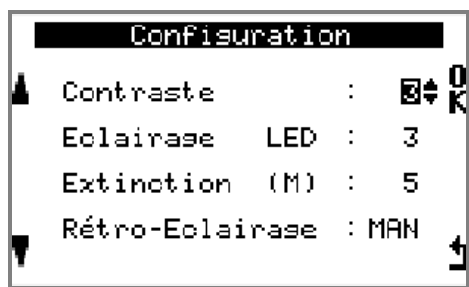 Configuration
Contraste : 3 OK
Eclairage LED : 3
Extinction (M) : 5
Rétro-Eclairage : MAN